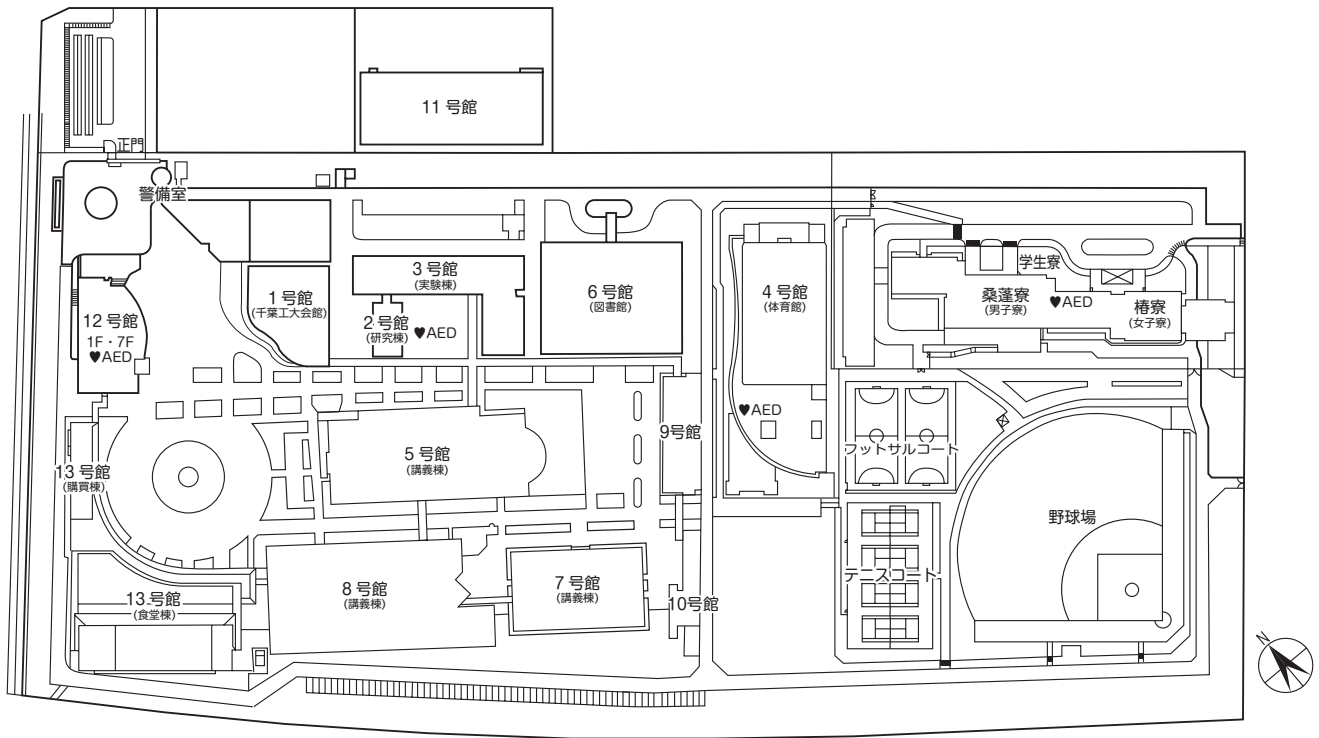 11 号館
正門
警備室
3 号館
(実験棟)
1 号館
(千葉工大会館)
2 号館
(研究棟)
♥AED
6 号館
(図書館)
4 号館
(体育館)
学生寮
桑蓬寮
(男子寮)
♥AED
椿寮
(女子寮)
12 号館
1F・7F
♥AED
♥AED
9号館
5 号館
(講義棟)
フットサルコート
13 号館
(購買棟)
野球場
テニスコート
8 号館
(講義棟)
7 号館
(講義棟)
13 号館
(食堂棟)
10号館
N